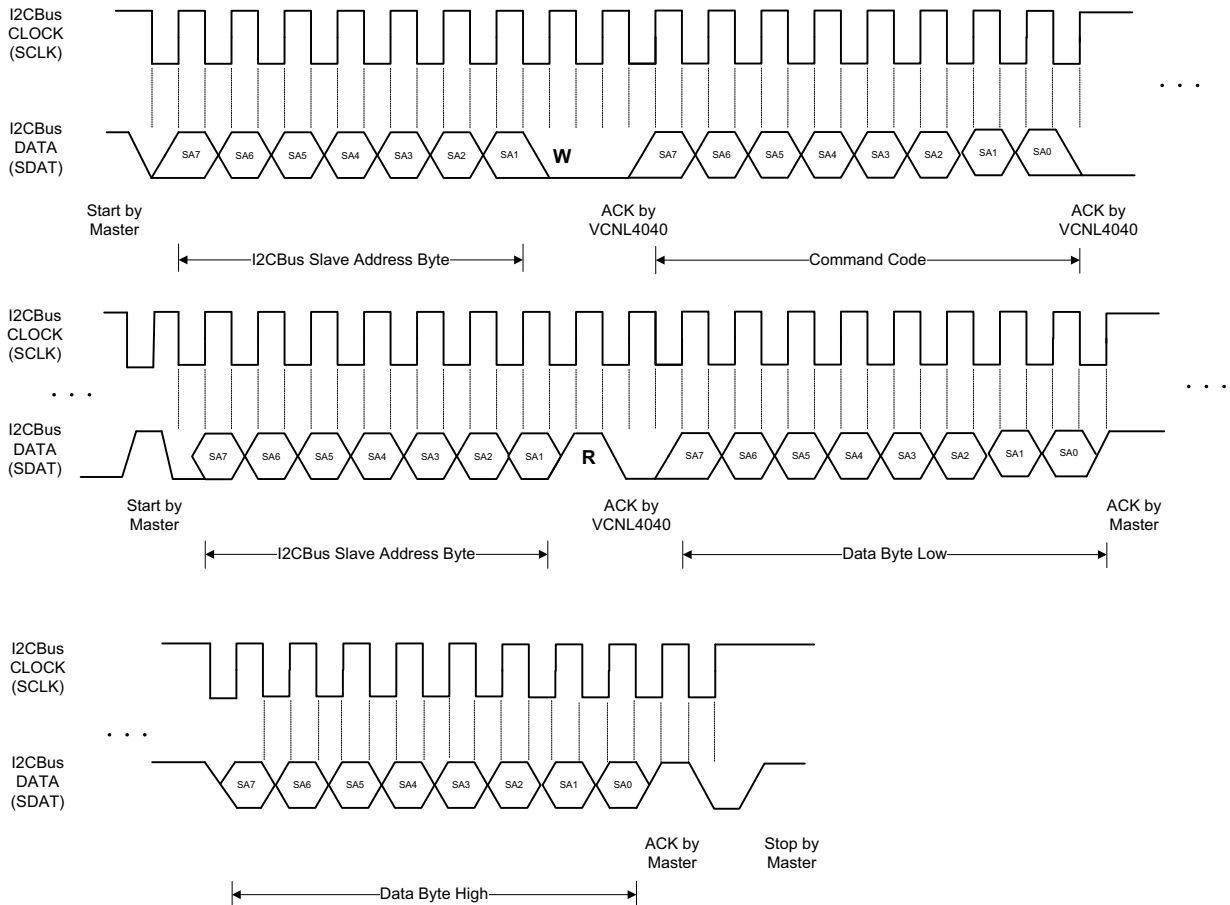 I2CBus
CLOCK
(SCLK)
. . .
I2CBus
DATA
(SDAT)
SA7 SA6 SA5 SA4 SA3 SA2 SA1 W SA7 SA6 SA5 SA4 SA3 SA2 SA1 SA0
Start by
Master
ACK by
VCNL4040
ACK by
VCNL4040
I2CBus Slave Address Byte
Command Code
I2CBus
CLOCK
(SCLK)
. . .
. . .
I2CBus
DATA
(SDAT)
SA7 SA6 SA5 SA4 SA3 SA2 SA1 R SA7 SA6 SA5 SA4 SA3 SA2 SA1 SA0
Start by
Master
ACK by
VCNL4040
ACK by
Master
I2CBus Slave Address Byte
Data Byte Low
I2CBus
CLOCK
(SCLK)
. . .
I2CBus
DATA
(SDAT)
SA7 SA6 SA5 SA4 SA3 SA2 SA1 SA0
ACK by
Master
Stop by
Master
Data Byte High